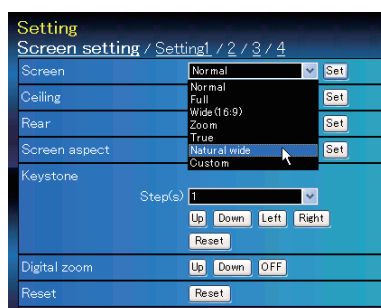 Setting
Screen setting / Setting1 / 2 / 3 / 4
Screen Normal Set
Normal
Full
Wide(16:9)
Zoom
True
Natural wide
Custom
Ceiling Set
Rear Set
Screen aspect Set
Keystone
Step(s) 1
Up Down Left Right
Reset
Digital zoom Up Down OFF
Reset Reset